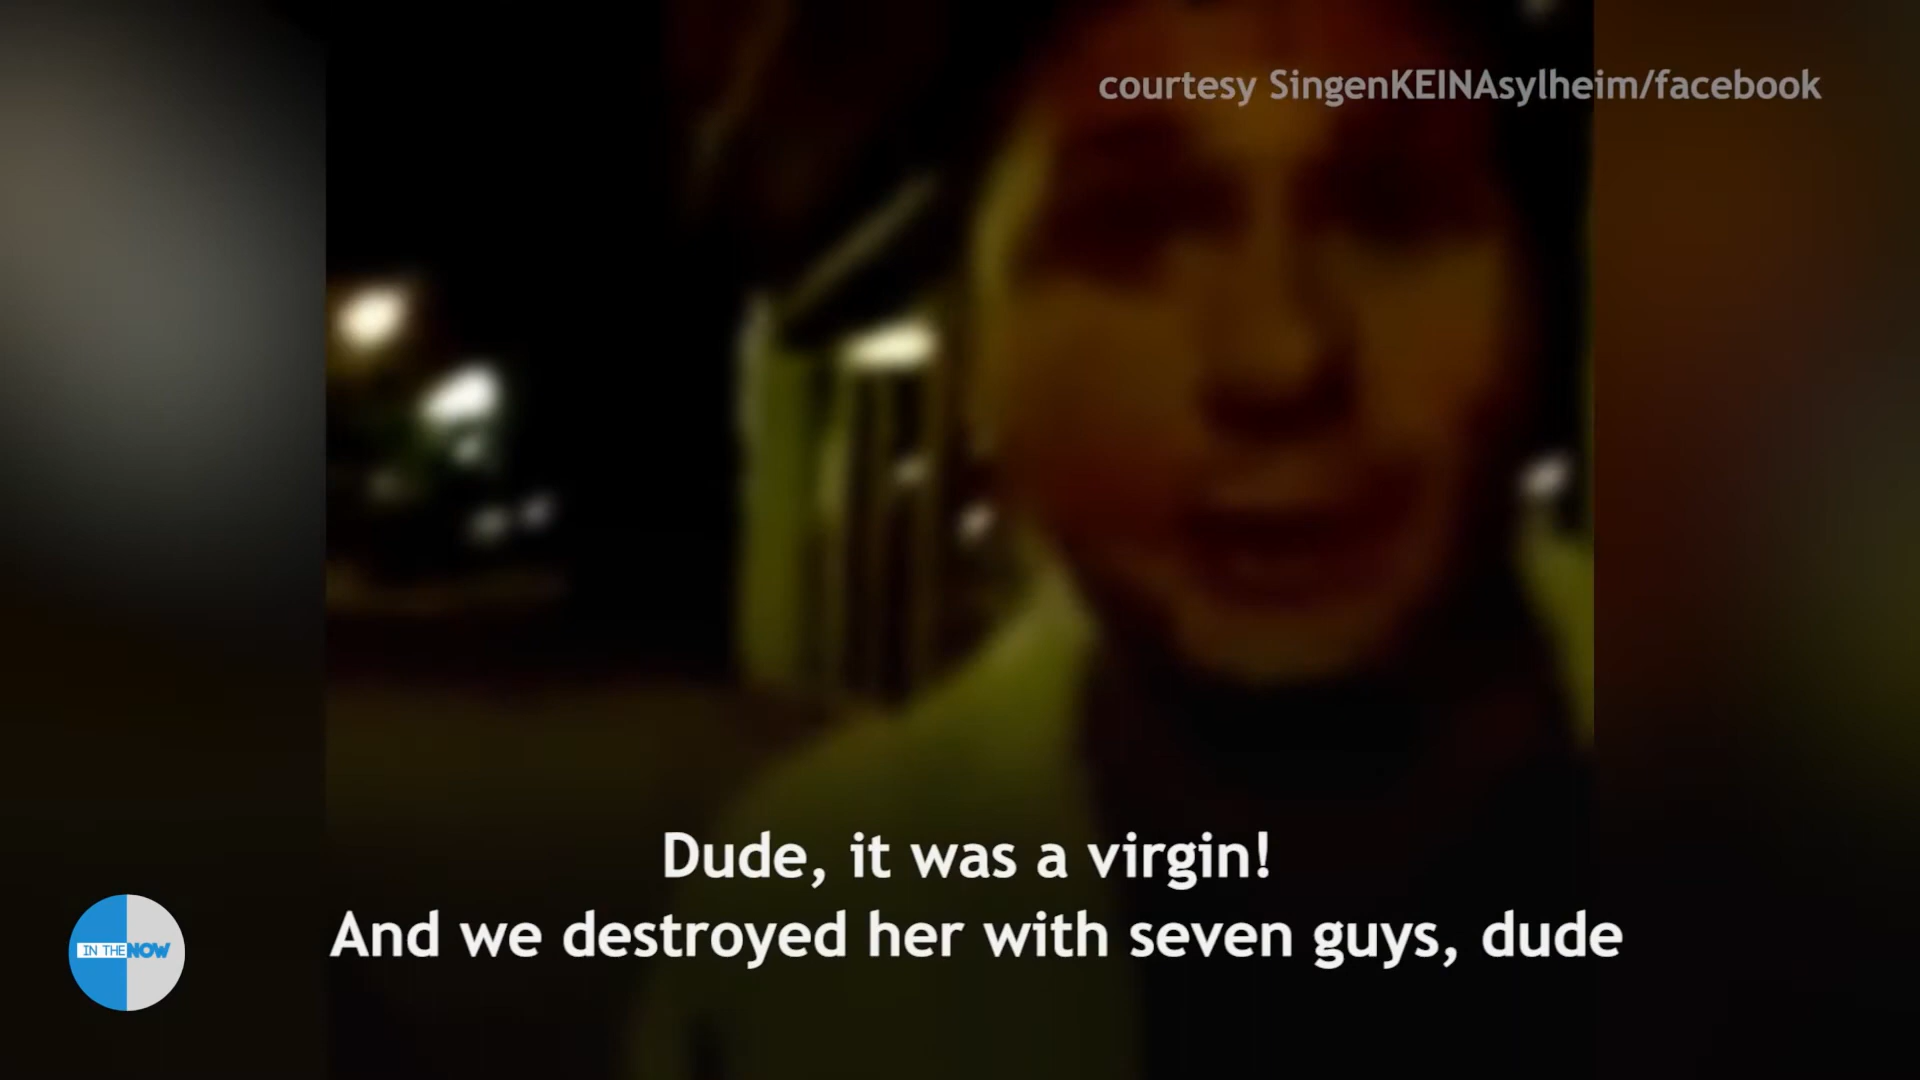 courtesy SingenKEINAsylheim/facebook
Dude, it was a virgin!
And we destroyed her with seven guys, dude
IN THE NOW